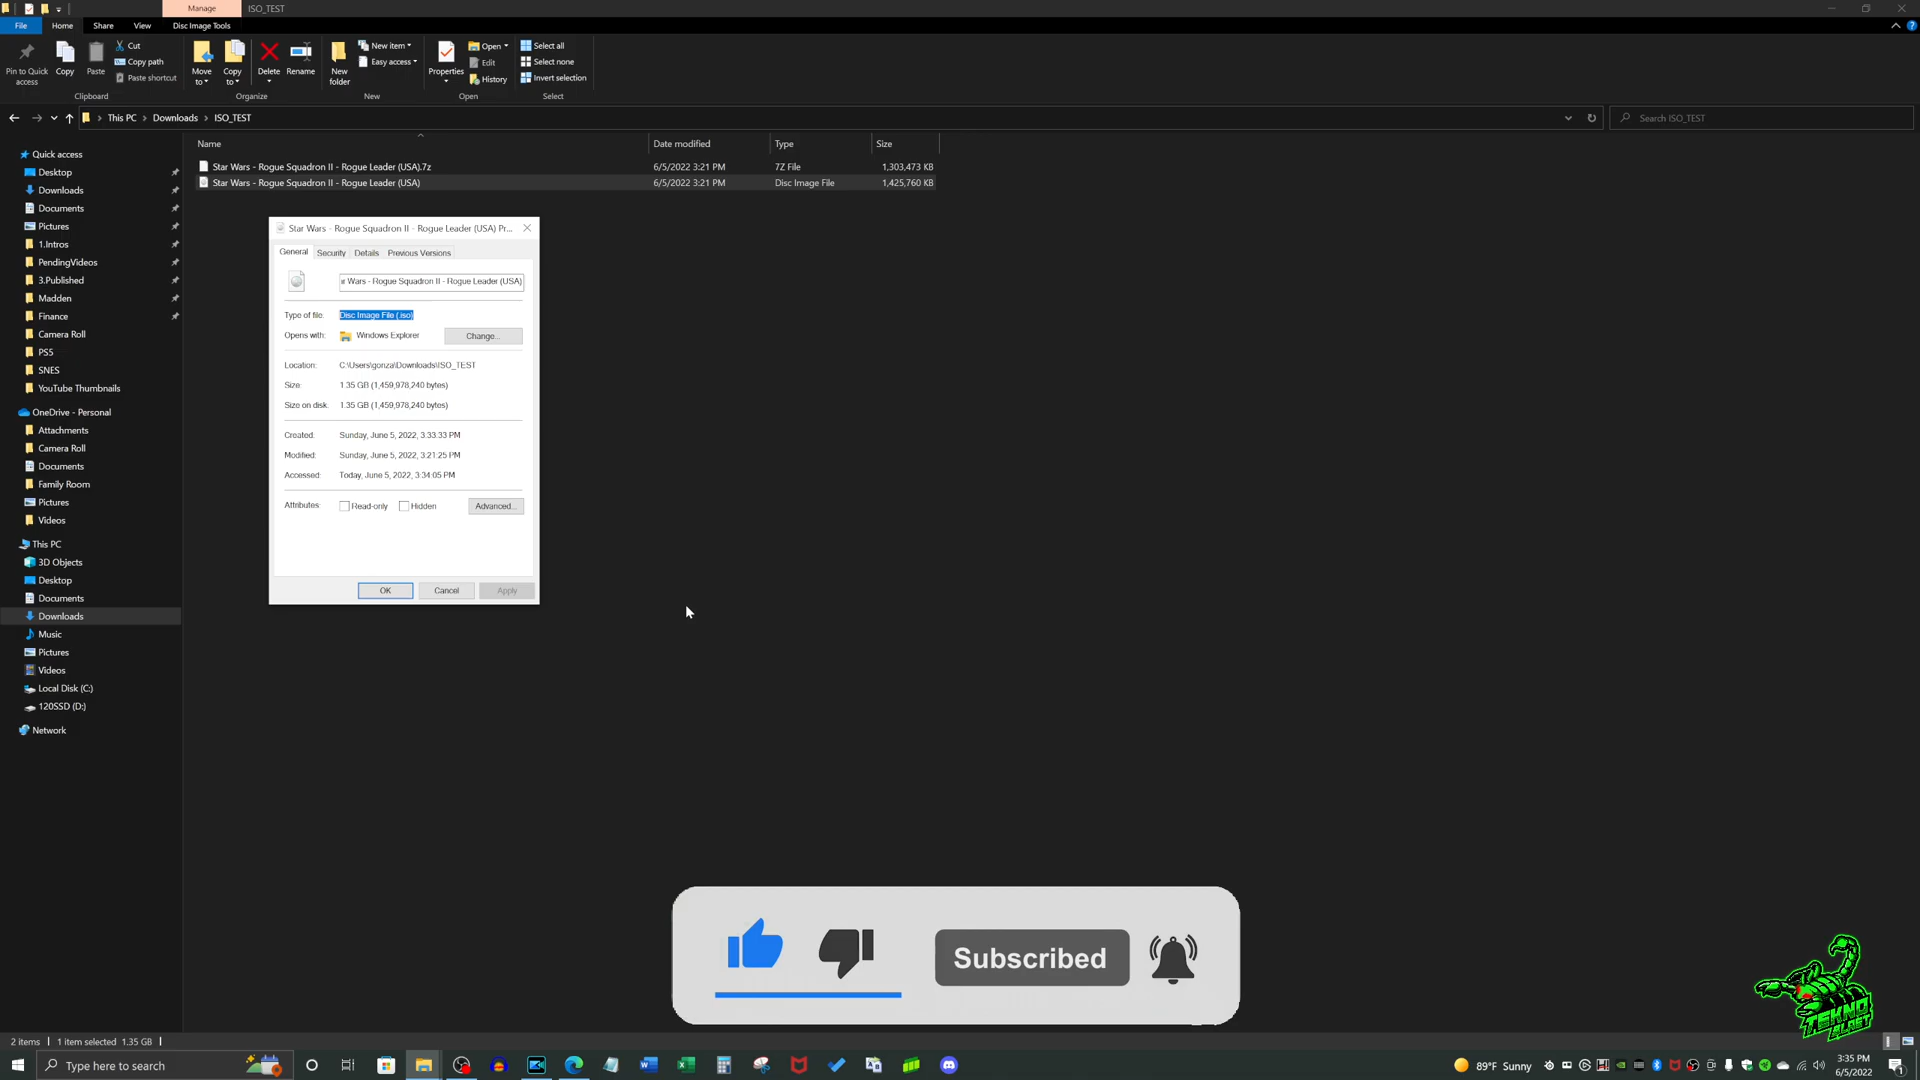 Manage
ISO_TEST
File
Home
Share
View
Disc Image Tools
Pin to Quick access
Copy
Paste
Cut
Copy path
Paste shortcut
Move to
Copy to
Delete
Rename
New folder
New item
Easy access
Properties
Open
Edit
History
Select all
Select none
Invert selection
Clipboard
Organize
New
Open
Select
This PC > Downloads > ISO_TEST
Search ISO_TEST
Name Date modified Type Size
Star Wars - Rogue Squadron II - Rogue Leader (USA).7z 6/5/2022 3:21 PM 7Z File 1,303,473 KB
Star Wars - Rogue Squadron II - Rogue Leader (USA) 6/5/2022 3:21 PM Disc Image File 1,425,760 KB
Quick access
Desktop
Downloads
Documents
Pictures
1.Intros
PendingVideos
3.Published
Madden
Finance
Camera Roll
PS5
SNES
YouTube Thumbnails
OneDrive - Personal
Attachments
Camera Roll
Documents
Family Room
Pictures
Videos
This PC
3D Objects
Desktop
Documents
Downloads
Music
Pictures
Videos
Local Disk (C:)
120SSD (D:)
Network
Star Wars - Rogue Squadron II - Rogue Leader (USA) Pr...
General Security Details Previous Versions
Wars - Rogue Squadron II - Rogue Leader (USA)
Type of file: Disc Image File (.iso)
Opens with: Windows Explorer Change...
Location: C:\Users\gonza\Downloads\ISO_TEST
Size: 1.35 GB (1,459,978,240 bytes)
Size on disk: 1.35 GB (1,459,978,240 bytes)
Created: Sunday, June 5, 2022, 3:33:33 PM
Modified: Sunday, June 5, 2022, 3:21:25 PM
Accessed: Today, June 5, 2022, 3:34:05 PM
Attributes: Read-only Hidden Advanced...
OK Cancel Apply
Subscribed
TEKNO
BLAST
2 items 1 item selected 1.35 GB
Type here to search
89°F Sunny
3:35 PM
6/5/2022